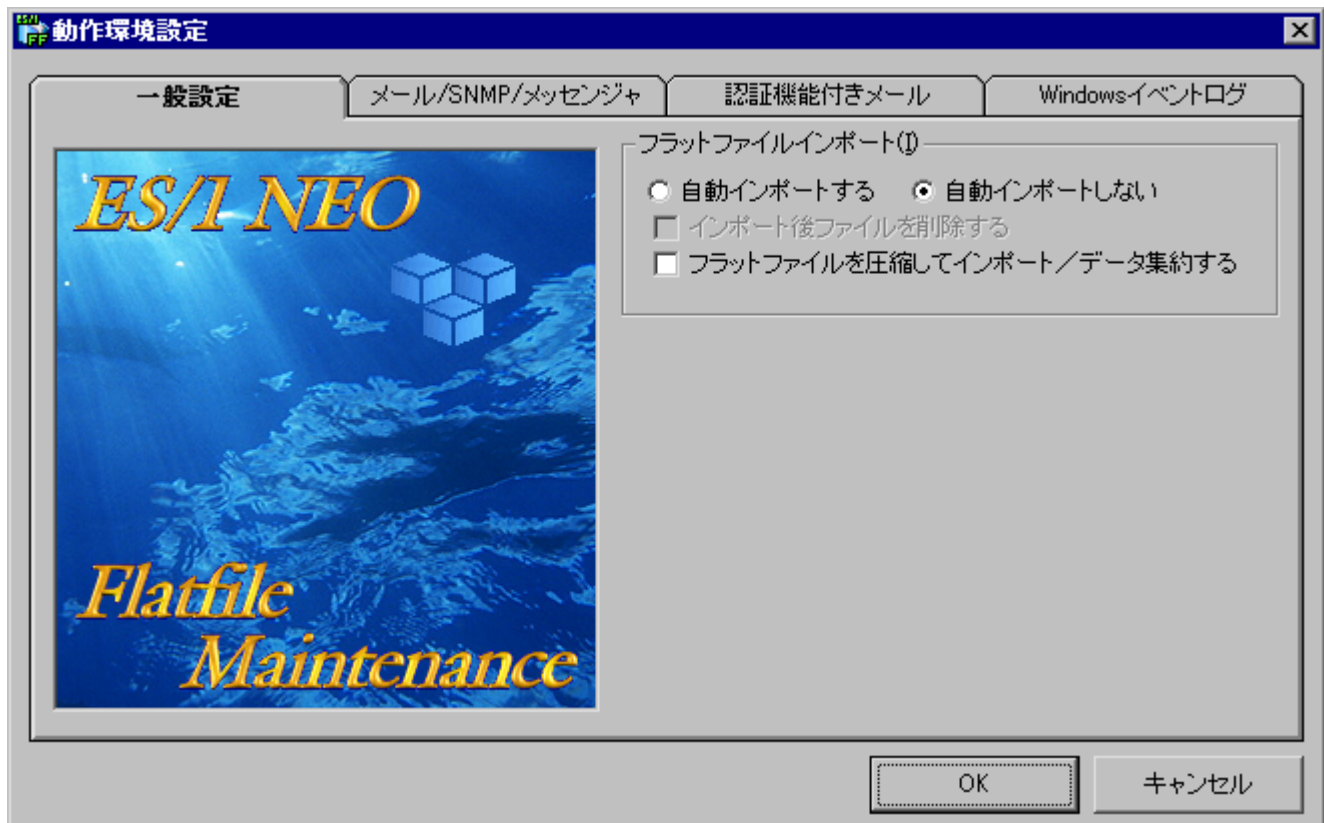 ES/1
FF
動作環境設定
一般設定
メール/SNMP/メッセンジャ
認証機能付きメール
Windowsイベントログ
ES/1 NEO
Flatfile
Maintenance
フラットファイルインポート(I)
自動インポートする
自動インポートしない
インポート後ファイルを削除する
フラットファイルを圧縮してインポート／データ集約する
OK
キャンセル